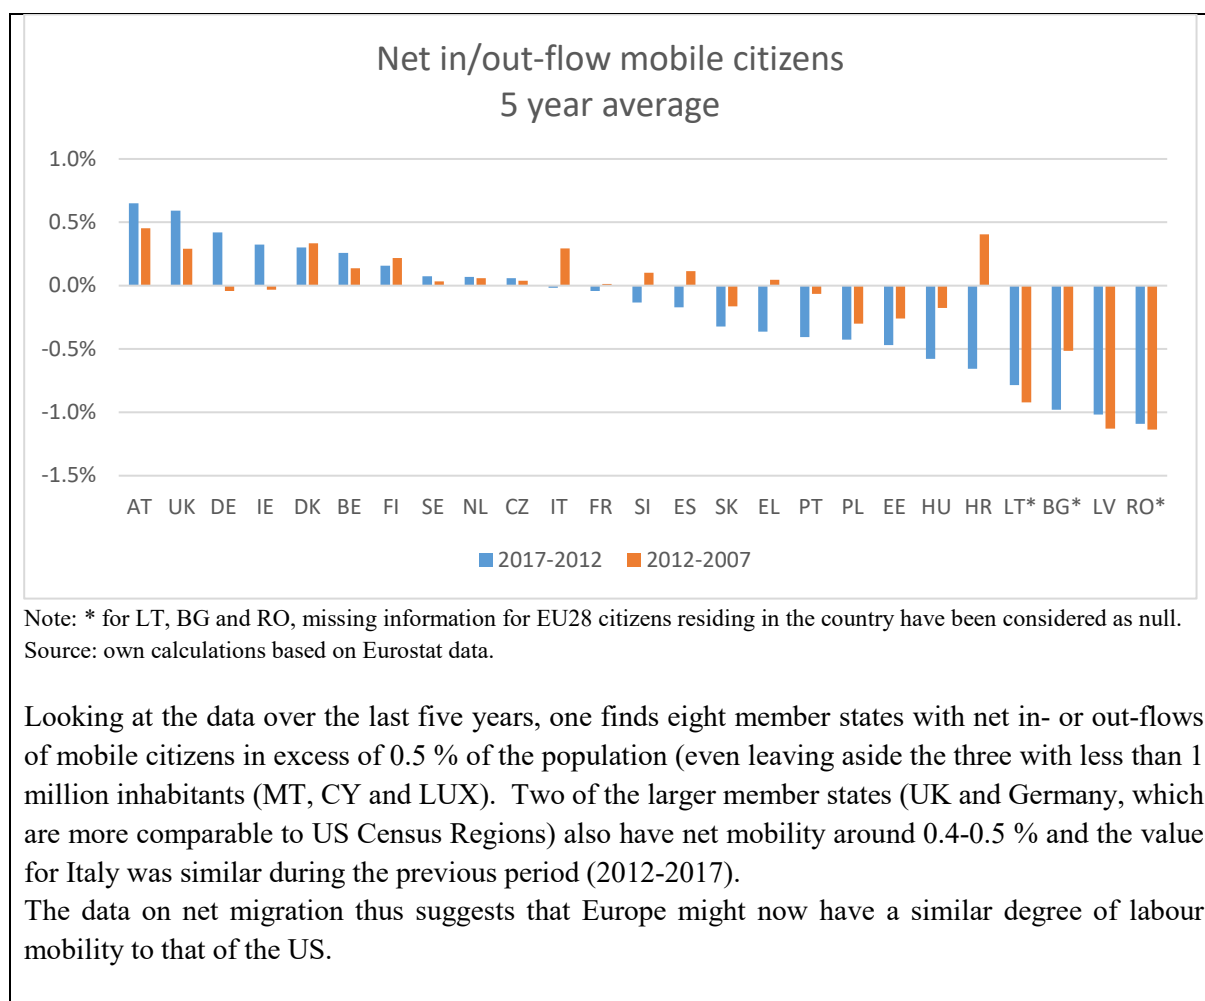 Net in/out-flow mobile citizens
5 year average
1.0%
0.5%
0.0%
-0.5%
-1.0%
-1.5%
AT UK DE IE DK BE FI SE NL CZ IT FR SI ES SK EL PT PL EE HU HR LT* BG* LV RO*
2017-2012 2012-2007
Note: * for LT, BG and RO, missing information for EU28 citizens residing in the country have been considered as null.
Source: own calculations based on Eurostat data.
Looking at the data over the last five years, one finds eight member states with net in- or out-flows
of mobile citizens in excess of 0.5 % of the population (even leaving aside the three with less than 1
million inhabitants (MT, CY and LUX). Two of the larger member states (UK and Germany, which
are more comparable to US Census Regions) also have net mobility around 0.4-0.5 % and the value
for Italy was similar during the previous period (2012-2017).
The data on net migration thus suggests that Europe might now have a similar degree of labour
mobility to that of the US.